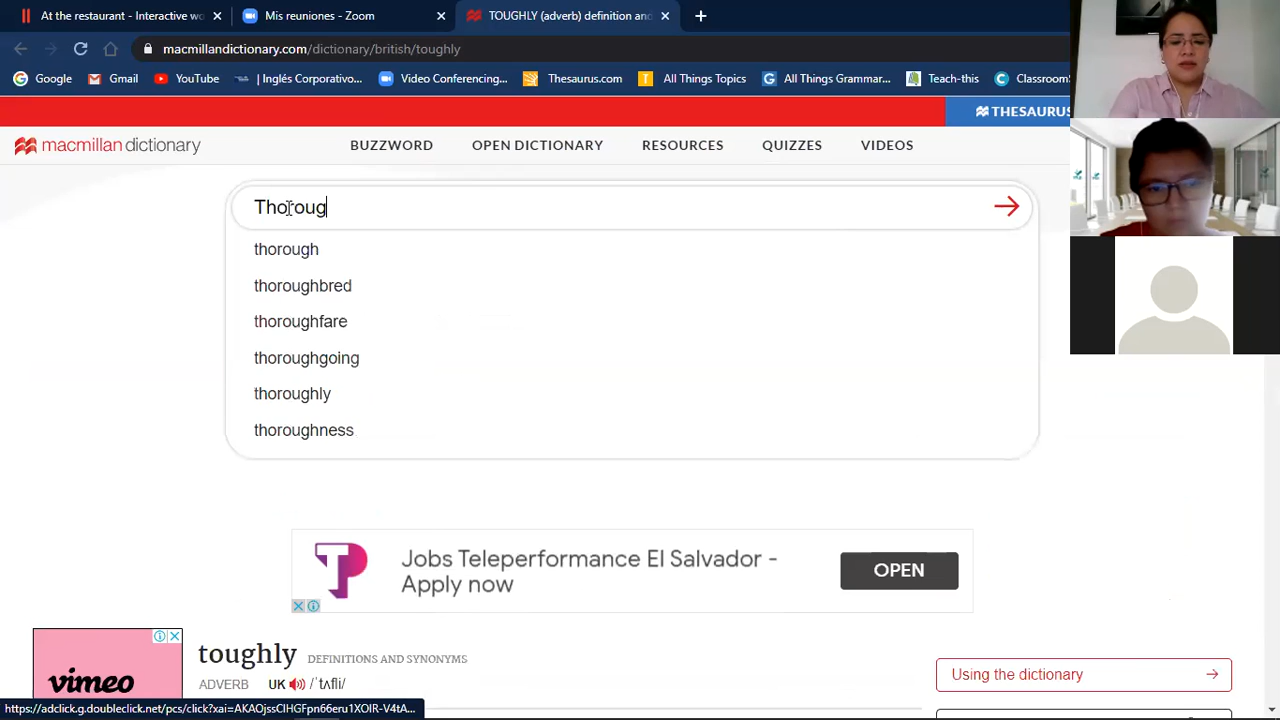 At the restaurant - Interactive wo
Mis reuniones - Zoom
TOUGHLY (adverb) definition and
macmillandictionary.com/dictionary/british/toughly
Google
Gmail
YouTube
| Inglés Corporativo...
Video Conferencing...
Thesaurus.com
All Things Topics
All Things Grammar...
Teach-this
ClassroomS
THESAURUS
macmillan dictionary
BUZZWORD
OPEN DICTIONARY
RESOURCES
QUIZZES
VIDEOS
Thoroug
thorough
thoroughbred
thoroughfare
thoroughgoing
thoroughly
thoroughness
Jobs Teleperformance El Salvador -
Apply now
OPEN
vimeo
toughly DEFINITIONS AND SYNONYMS
ADVERB UK /ˈtʌfli/
Using the dictionary
https://adclick.g.doubleclick.net/pcs/click?xai=AKAOjssClHGFpn66eru1XOlR-V4tA...